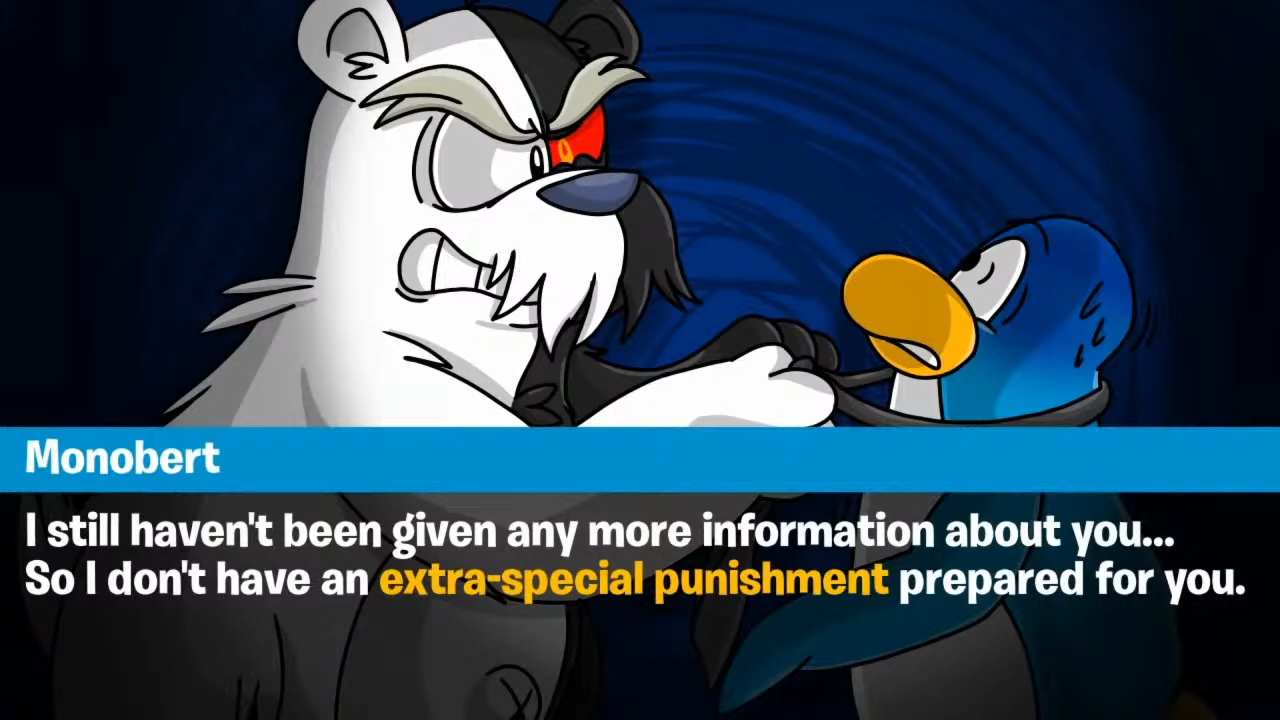 Monobert
I still haven't been given any more information about you...
So I don't have an extra-special punishment prepared for you.